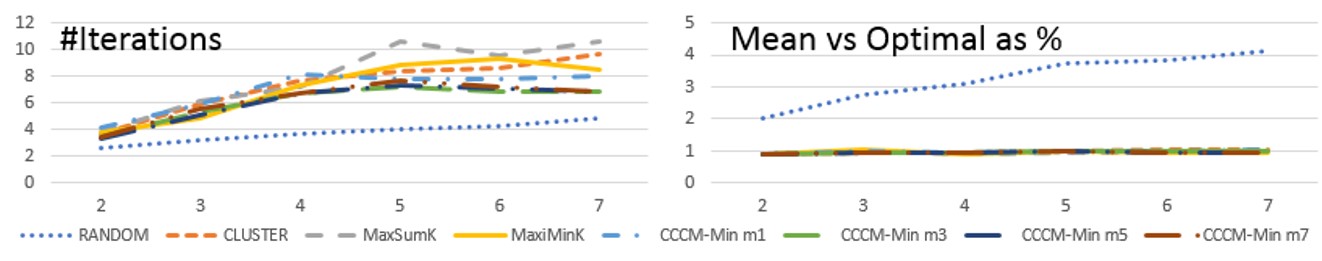 #Iterations
12
10
8
6
4
2
0
2 3 4 5 6 7
Mean vs Optimal as %
5
4
3
2
1
0
2 3 4 5 6 7
RANDOM CLUSTER MaxSumK MaxiMinK CCCM-Min m1 CCCM-Min m3 CCCM-Min m5 CCCM-Min m7